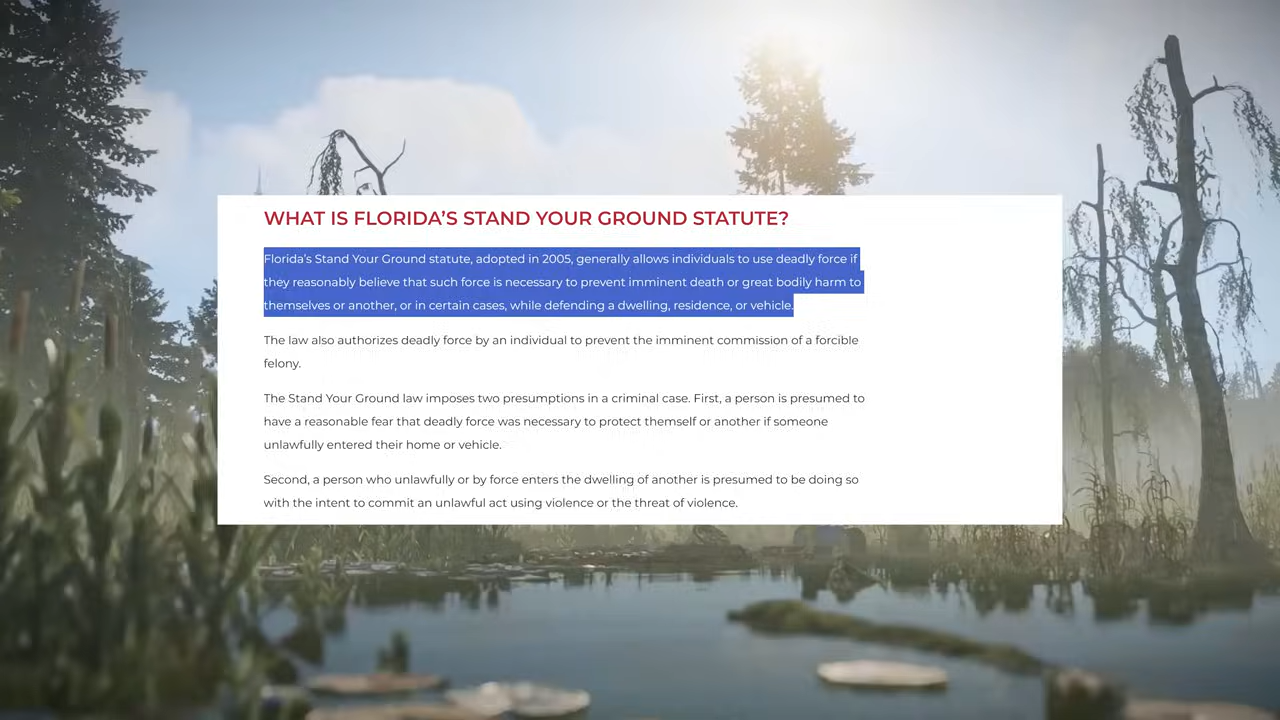 WHAT IS FLORIDA'S STAND YOUR GROUND STATUTE?
Florida's Stand Your Ground statute, adopted in 2005, generally allows individuals to use deadly force if
they reasonably believe that such force is necessary to prevent imminent death or great bodily harm to
themselves or another, or in certain cases, while defending a dwelling, residence, or vehicle.
The law also authorizes deadly force by an individual to prevent the imminent commission of a forcible
felony.
The Stand Your Ground law imposes two presumptions in a criminal case. First, a person is presumed to
have a reasonable fear that deadly force was necessary to protect themself or another if someone
unlawfully entered their home or vehicle.
Second, a person who unlawfully or by force enters the dwelling of another is presumed to be doing so
with the intent to commit an unlawful act using violence or the threat of violence.